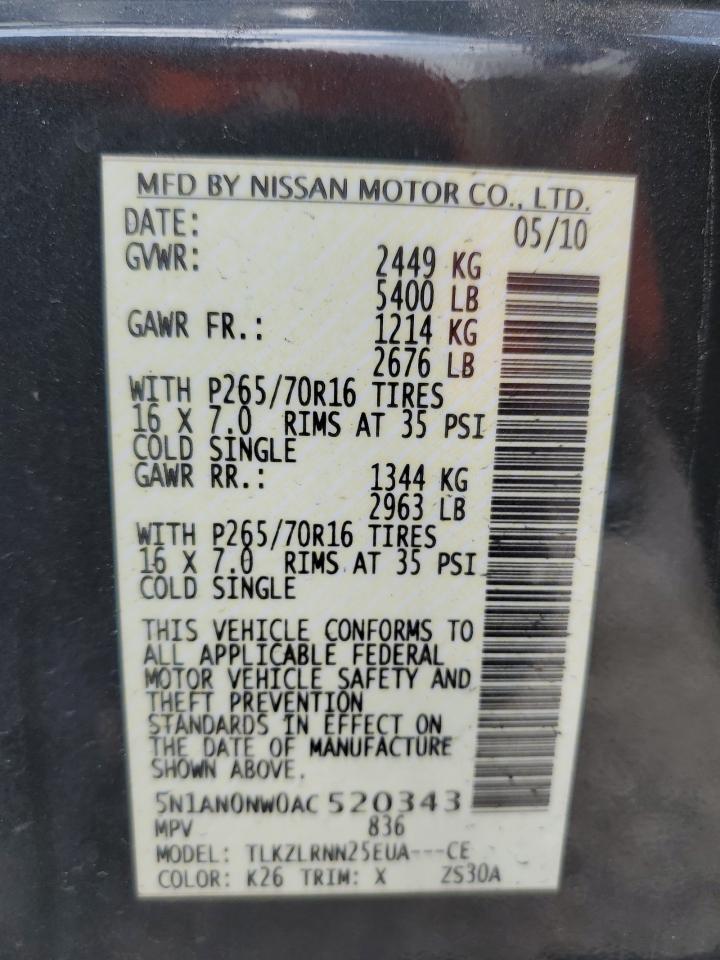 MFD BY NISSAN MOTOR CO., LTD.
DATE: 05/10
GVWR: 2449 KG
5400 LB
GAWR FR.: 1214 KG
2676 LB
WITH P265/70R16 TIRES
16 X 7.0 RIMS AT 35 PSI
COLD SINGLE
GAWR RR.: 1344 KG
2963 LB
WITH P265/70R16 TIRES
16 X 7.0 RIMS AT 35 PSI
COLD SINGLE
THIS VEHICLE CONFORMS TO
ALL APPLICABLE FEDERAL
MOTOR VEHICLE SAFETY AND
THEFT PREVENTION
STANDARDS IN EFFECT ON
THE DATE OF MANUFACTURE
SHOWN ABOVE.
5N1AN0NW0AC 520343
MPV 836
MODEL: TLKZLRNN25EUA---CE
COLOR: K26 TRIM: X ZS30A